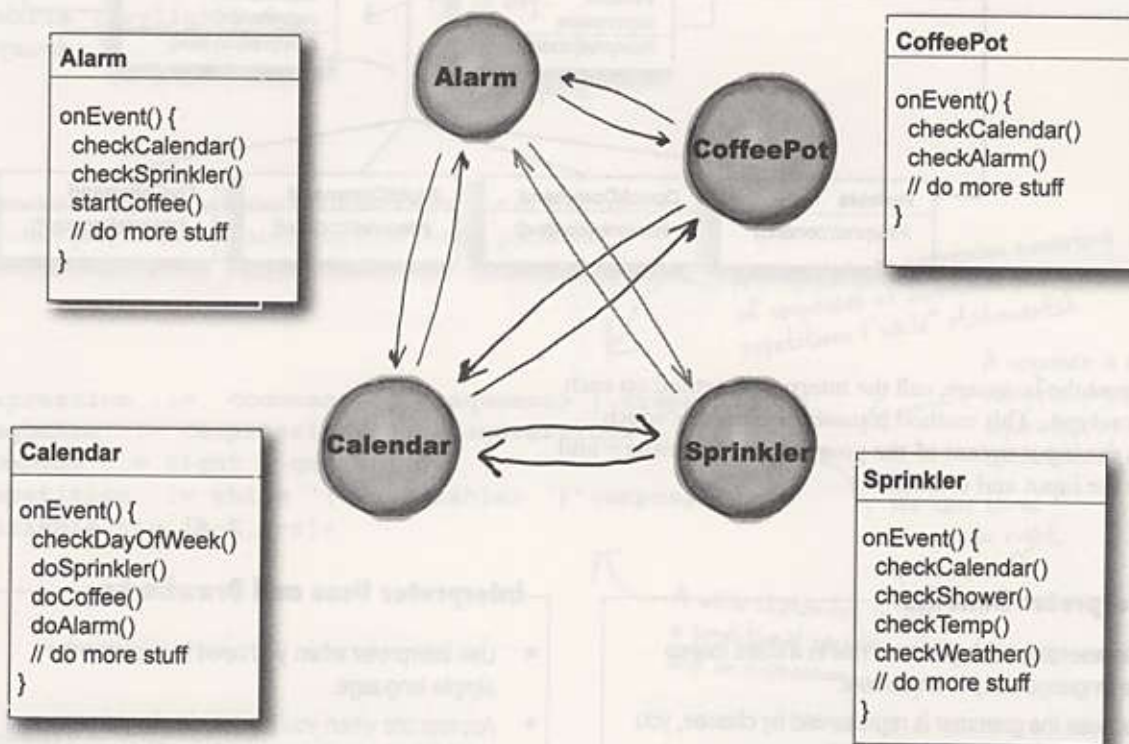 Alarm
onEvent() {
checkCalendar()
checkSprinkler()
startCoffee()
// do more stuff
}
Alarm
CoffeePot
CoffeePot
onEvent() {
checkCalendar()
checkAlarm()
// do more stuff
}
Calendar
Sprinkler
Calendar
onEvent() {
checkDayOfWeek()
doSprinkler()
doCoffee()
doAlarm()
// do more stuff
}
Sprinkler
onEvent() {
checkCalendar()
checkShower()
checkTemp()
checkWeather()
// do more stuff
}